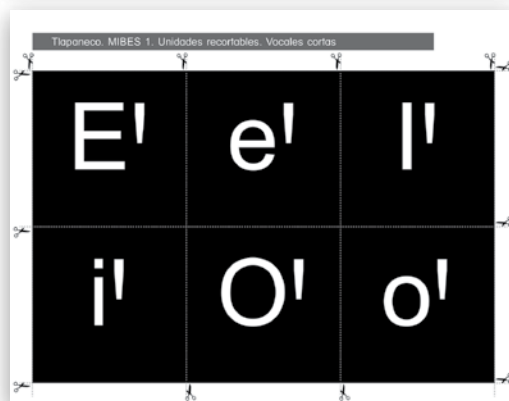 Tlapaneco. MIBES 1. Unidades recortables. Vocales cortas
E' e' I'
i' O' o'